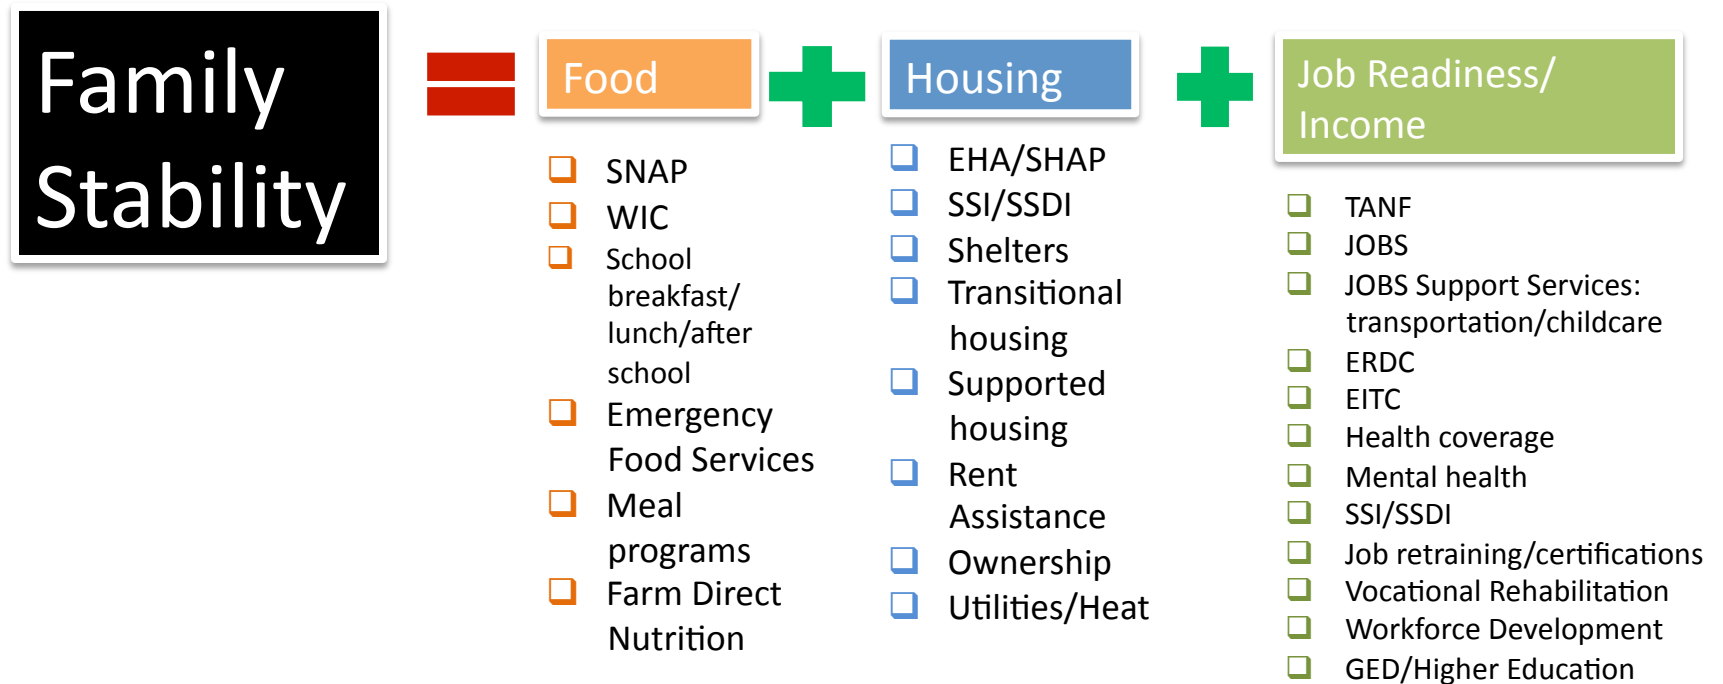 Family
Stability
Food
SNAP
WIC
School
breakfast/
lunch/after
school
Emergency
Food Services
Meal
programs
Farm Direct
Nutrition
Housing
EHA/SHAP
SSI/SSDI
Shelters
Transitional
housing
Supported
housing
Rent
Assistance
Ownership
Utilities/Heat
Job Readiness/
Income
TANF
JOBS
JOBS Support Services:
transportation/childcare
ERDC
EITC
Health coverage
Mental health
SSI/SSDI
Job retraining/certifications
Vocational Rehabilitation
Workforce Development
GED/Higher Education